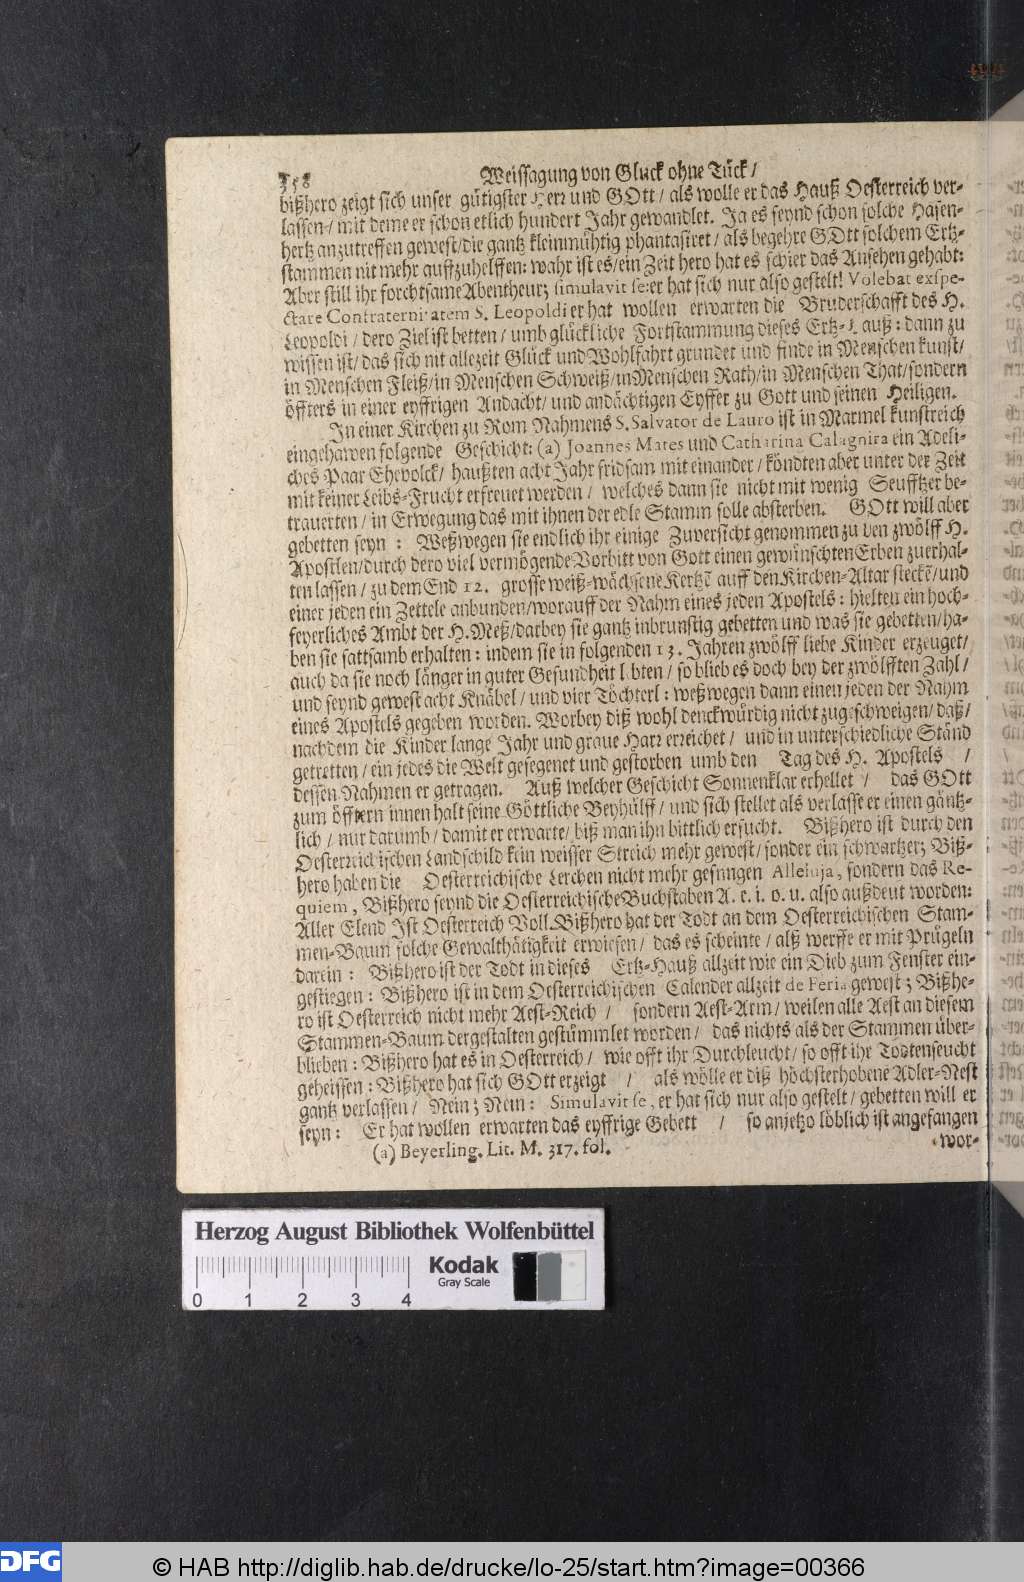 358
Weissagung von Glück ohne Tück /
bißhero zeigt sich unser gütigster Herr und GOtt / als wolle er das Hauß Oesterreich ver-
lassen / mit deme er schon etlich hundert Jahr gewandlet. Ja es seynd schon solche Hasen-
hertz anzutreffen gewest / die gantz kleinmühtig phantasiret / als begehre GOtt solchem Ertz-
stammen nit mehr auffzuhelffen: wahr ist es / ein Zeit hero hat es schier das Ansehen gehabt:
Aber still ihr forchtsame Abentheur; simulavit se: er hat sich nur also gestelt! Volebat exspe-
ctare Contraternitatem S. Leopoldi er hat wollen erwarten die Bruderschafft des H.
Leopoldi / dero Ziel ist betten / umb glückliche Fortstammung dieses Ertz-Hauß: dann zu
wissen ist / das sich nit allezeit Glück und Wohlfahrt gründet und finde in Menschen kunst /
in Menschen Fleiß / in Menschen Schweiß / in Menschen Rath / in Menschen That / sondern
öffters in einer eyffrigen Andacht / und andächtigen Eyffer zu Gott und seinen Heiligen.
In einer Kirchen zu Rom Nahmens S. Salvator de Lauro ist in Marmel kunstreich
eingehawen folgende Geschicht: (a) Joannes Mates und Catharina Calagnira ein Adeli-
ches Paar Ehevolck / haußten acht Jahr fridsam mit einander / köndten aber unter der Zeit
mit keiner Leibs-Frucht erfreuet werden / welches dann sie nicht mit wenig Seufftzer be-
trauerten / in Erwegung das mit ihnen der edle Stamm solle absterben. GOtt will aber
gebetten seyn: Weßwegen sie endlich ihr einige Zuversicht genommen zu den zwölff H.
Apostlen / durch dero viel vermögende Vorbitt von Gott einen gewünschten Erben zuerhal-
ten lassen / zu dem End 12. grosse weiß-wächsene Kertzē auff den Kirchen-Altar steckē / und
einer jeden ein Zettele anbunden / worauff der Nahm eines jeden Apostels: hielten ein hoch-
feyerliches Ambt der H. Meß / darbey sie gantz inbrunstig gebetten und was sie gebetten / ha-
ben sie sattsamb erhalten: indem sie in folgenden 13. Jahren zwölff liebe Kinder erzeuget /
auch da sie noch länger in guter Gesundheit lebten / so blieb es doch bey der zwölfften Zahl /
und seynd gewest acht Knäbel / und vier Töchterl: weßwegen dann einen jeden der Nahm
eines Apostels gegeben worden. Worbey diß wohl denckwürdig nicht zugeschweigen / daß /
nachdem die Kinder lange Jahr und graue Harr erreichet / und in unterschiedliche Ständ
getretten / ein jedes die Welt gesegenet und gestorben umb den Tag des H. Apostels /
dessen Nahmen er getragen. Auß welcher Geschicht Sonnenklar erhellet / das GOtt
zum öfftern innen halt seine Göttliche Beyhülff / und sich stellet als verlasse er einen gäntz-
lich / nur darumb / damit er erwarte / biß man ihn bittlich ersucht. Bißhero ist durch den
Oesterreichischen Landschild kein weisser Streich mehr gewest / sonder ein schwartzer; Biß-
hero haben die Oesterreichische Lerchen nicht mehr gesungen Alleluja, sondern das Re-
quiem, Bißhero seynd die Oesterreichische Buchstaben A. e. i. o. u. also außdeut worden:
Aller Elend Ist Oesterreich Voll. Bißhero hat der Todt an dem Oesterreichischen Stam-
men-Baum solche Gewalthätigkeit erwiesen / das es scheinte / alß werffe er mit Prügeln
darein: Bißhero ist der Todt in dieses Ertz-Hauß allzeit wie ein Dieb zum Fenster ein-
gestiegen: Bißhero ist in dem Oesterreichischen Calender allzeit de Feria gewest; Bißhe-
ro ist Oesterreich nicht mehr Aest-Reich / sondern Aest-Arm / weilen alle Aest an diesem
Stammen-Baum dergestalten gestümmlet worden / das nichts als der Stammen über-
blieben: Bißhero hat es in Oesterreich / wie offt ihr Durchleucht / so offt ihr Todtenseucht
geheissen: Bißhero hat sich GOtt erzeigt / als wölle er diß höchsterhobene Adler-Nest
gantz verlassen / Nein; Nein: Simulavit se, er hat sich nur also gestelt / gebetten will er
seyn: Er hat wollen erwarten das eyffrige Gebett / so anjetzo löblich ist angefangen
wor-
(a) Beyerling. Lit. M. 317. fol.
Herzog August Bibliothek Wolfenbüttel
Kodak
Gray Scale
0 1 2 3 4
DFG
© HAB http://diglib.hab.de/drucke/lo-25/start.htm?image=00366